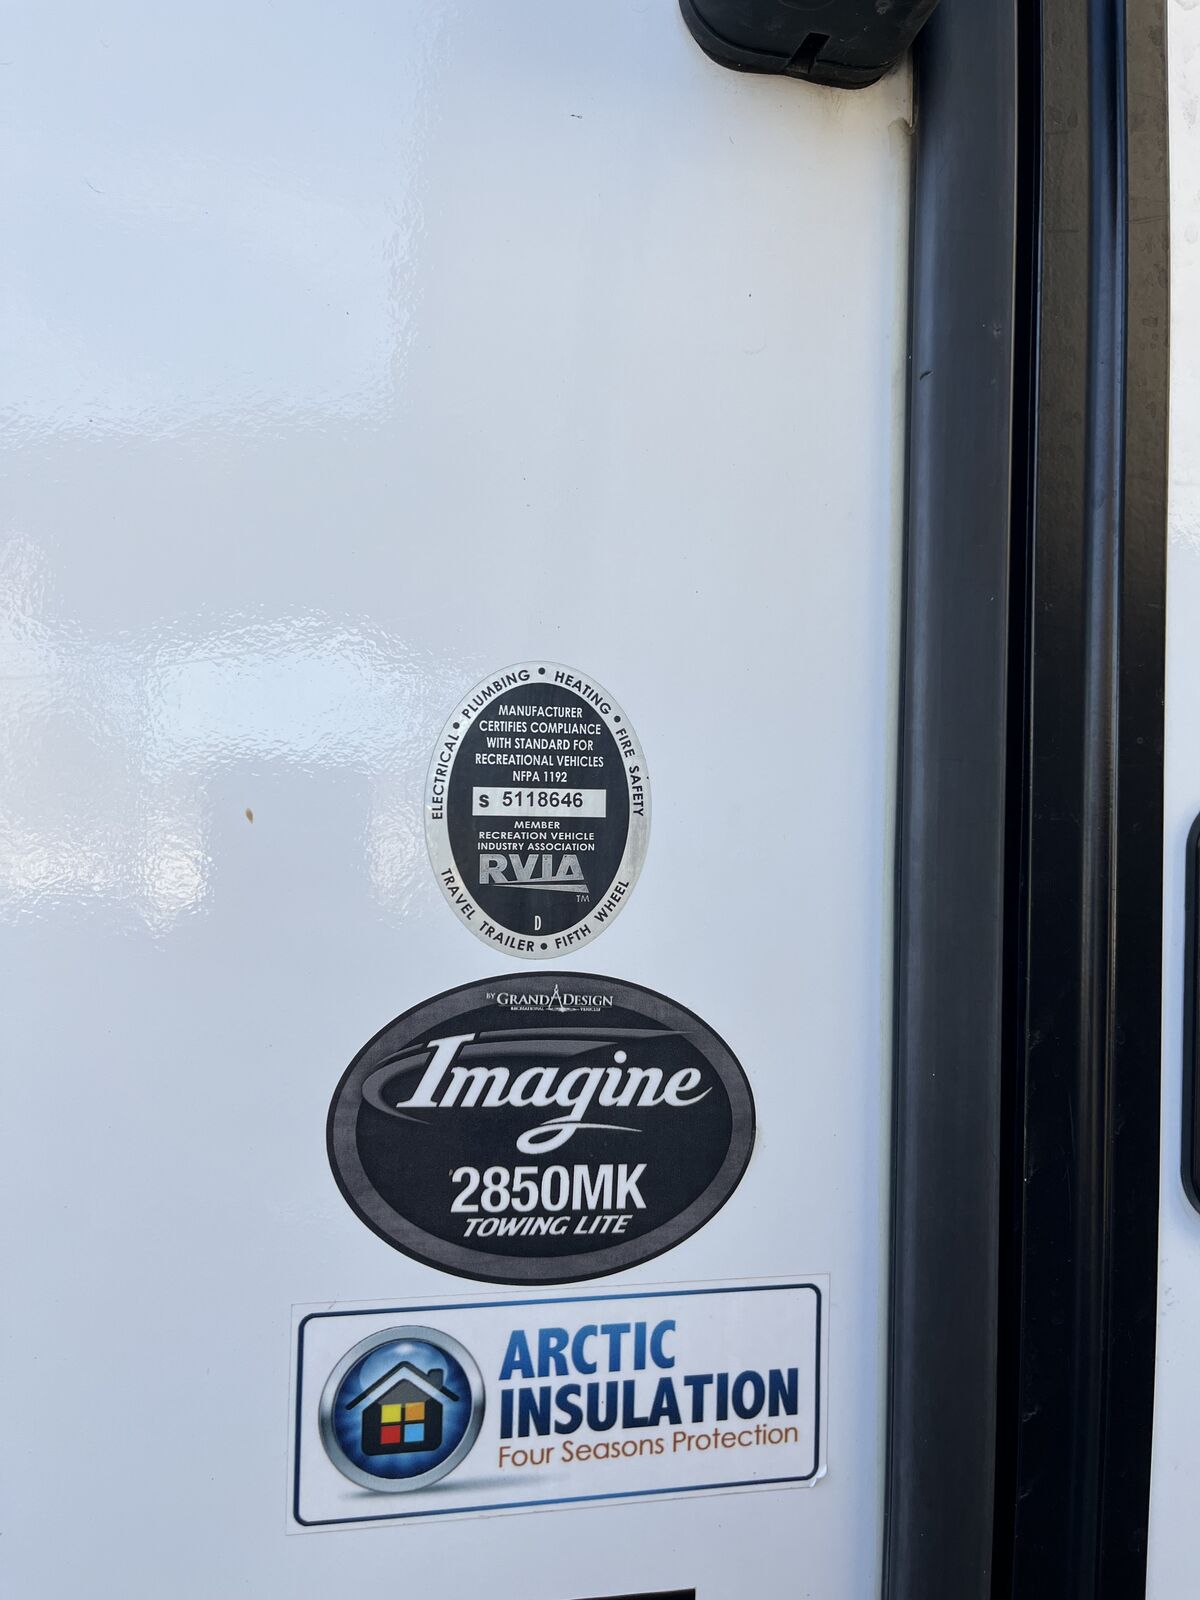 ELECTRICAL • PLUMBING • HEATING • FIRE SAFETY
MANUFACTURER
CERTIFIES COMPLIANCE
WITH STANDARD FOR
RECREATIONAL VEHICLES
NFPA 1192
S 5118646
MEMBER
RECREATION VEHICLE
INDUSTRY ASSOCIATION
RVIA
TM
D
TRAVEL TRAILER • FIFTH WHEEL
BY GRAND DESIGN
RECREATIONAL VEHICLES
Imagine
2850MK
TOWING LITE
ARCTIC
INSULATION
Four Seasons Protection